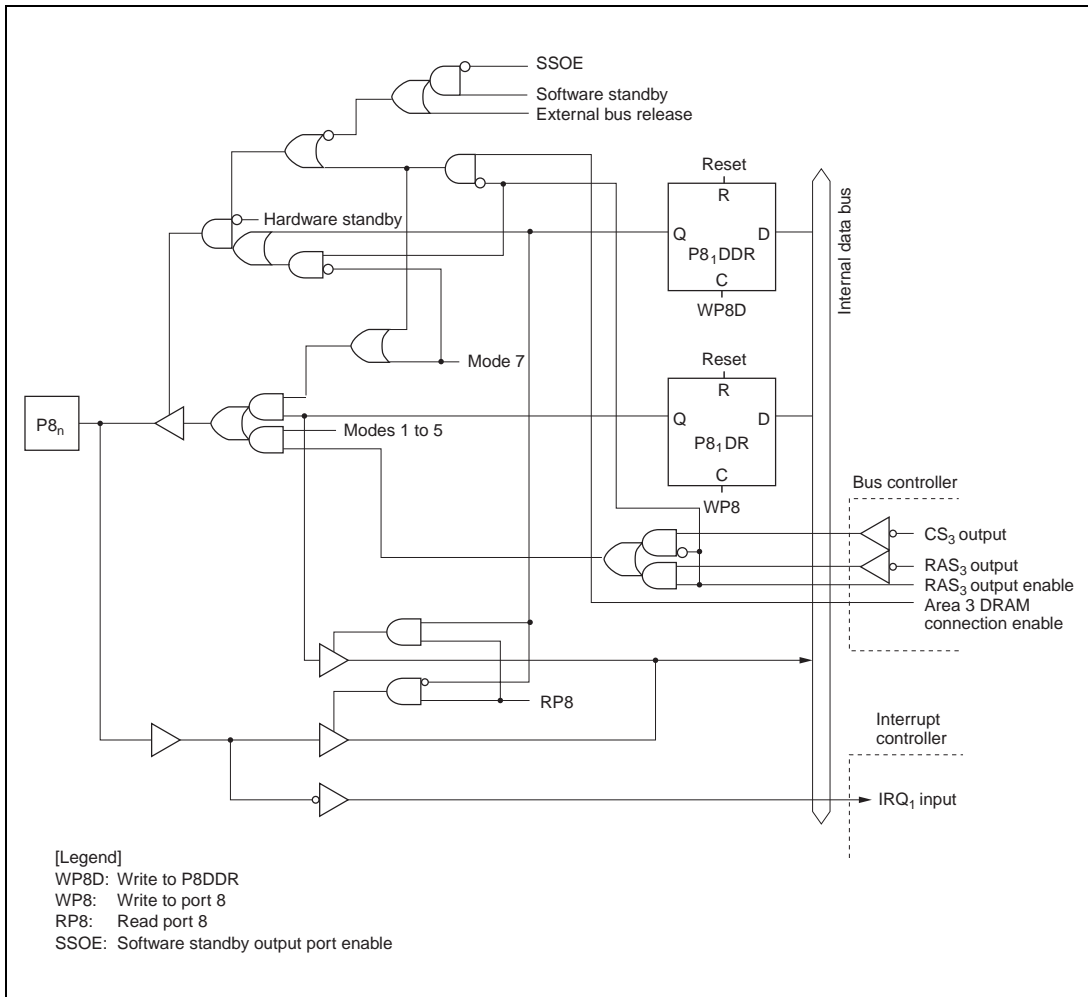 SSOE
Software standby
External bus release
Reset
R
Hardware standby
Q
D
P8₁DDR
C
WP8D
Internal data bus
Mode 7
Reset
R
P8ₙ
Q
D
P8₁DR
Modes 1 to 5
C
WP8
Bus controller
CS₃ output
RAS₃ output
RAS₃ output enable
Area 3 DRAM
connection enable
RP8
Interrupt
controller
IRQ₁ input
[Legend]
WP8D: Write to P8DDR
WP8: Write to port 8
RP8: Read port 8
SSOE: Software standby output port enable